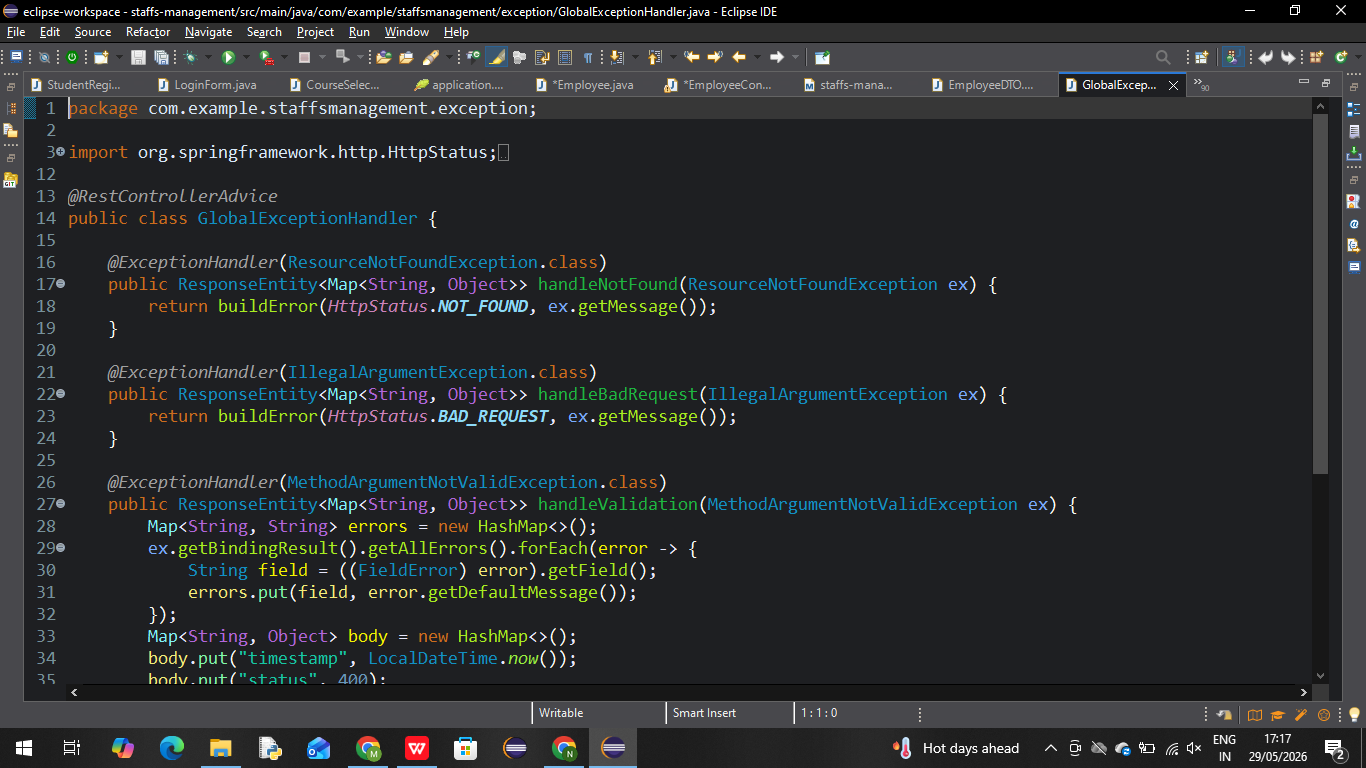 eclipse-workspace - staffs-management/src/main/java/com/example/staffsmanagement/exception/GlobalExceptionHandler.java - Eclipse IDE
File Edit Source Refactor Navigate Search Project Run Window Help
StudentRegi... LoginForm.java CourseSelec... application.... *Employee.java *EmployeeCon... staffs-mana... EmployeeDTO.... GlobalExcep... 90
1 package com.example.staffsmanagement.exception;
2
3 import org.springframework.http.HttpStatus;
12
13 @RestControllerAdvice
14 public class GlobalExceptionHandler {
15
16 @ExceptionHandler(ResourceNotFoundException.class)
17 public ResponseEntity<Map<String, Object>> handleNotFound(ResourceNotFoundException ex) {
18 return buildError(HttpStatus.NOT_FOUND, ex.getMessage());
19 }
20
21 @ExceptionHandler(IllegalArgumentException.class)
22 public ResponseEntity<Map<String, Object>> handleBadRequest(IllegalArgumentException ex) {
23 return buildError(HttpStatus.BAD_REQUEST, ex.getMessage());
24 }
25
26 @ExceptionHandler(MethodArgumentNotValidException.class)
27 public ResponseEntity<Map<String, Object>> handleValidation(MethodArgumentNotValidException ex) {
28 Map<String, String> errors = new HashMap<>();
29 ex.getBindingResult().getAllErrors().forEach(error -> {
30 String field = ((FieldError) error).getField();
31 errors.put(field, error.getDefaultMessage());
32 });
33 Map<String, Object> body = new HashMap<>();
34 body.put("timestamp", LocalDateTime.now());
35 body.put("status", 400);
Writable Smart Insert 1 : 1 : 0
Hot days ahead ENG 17:17
IN 29/05/2026 2